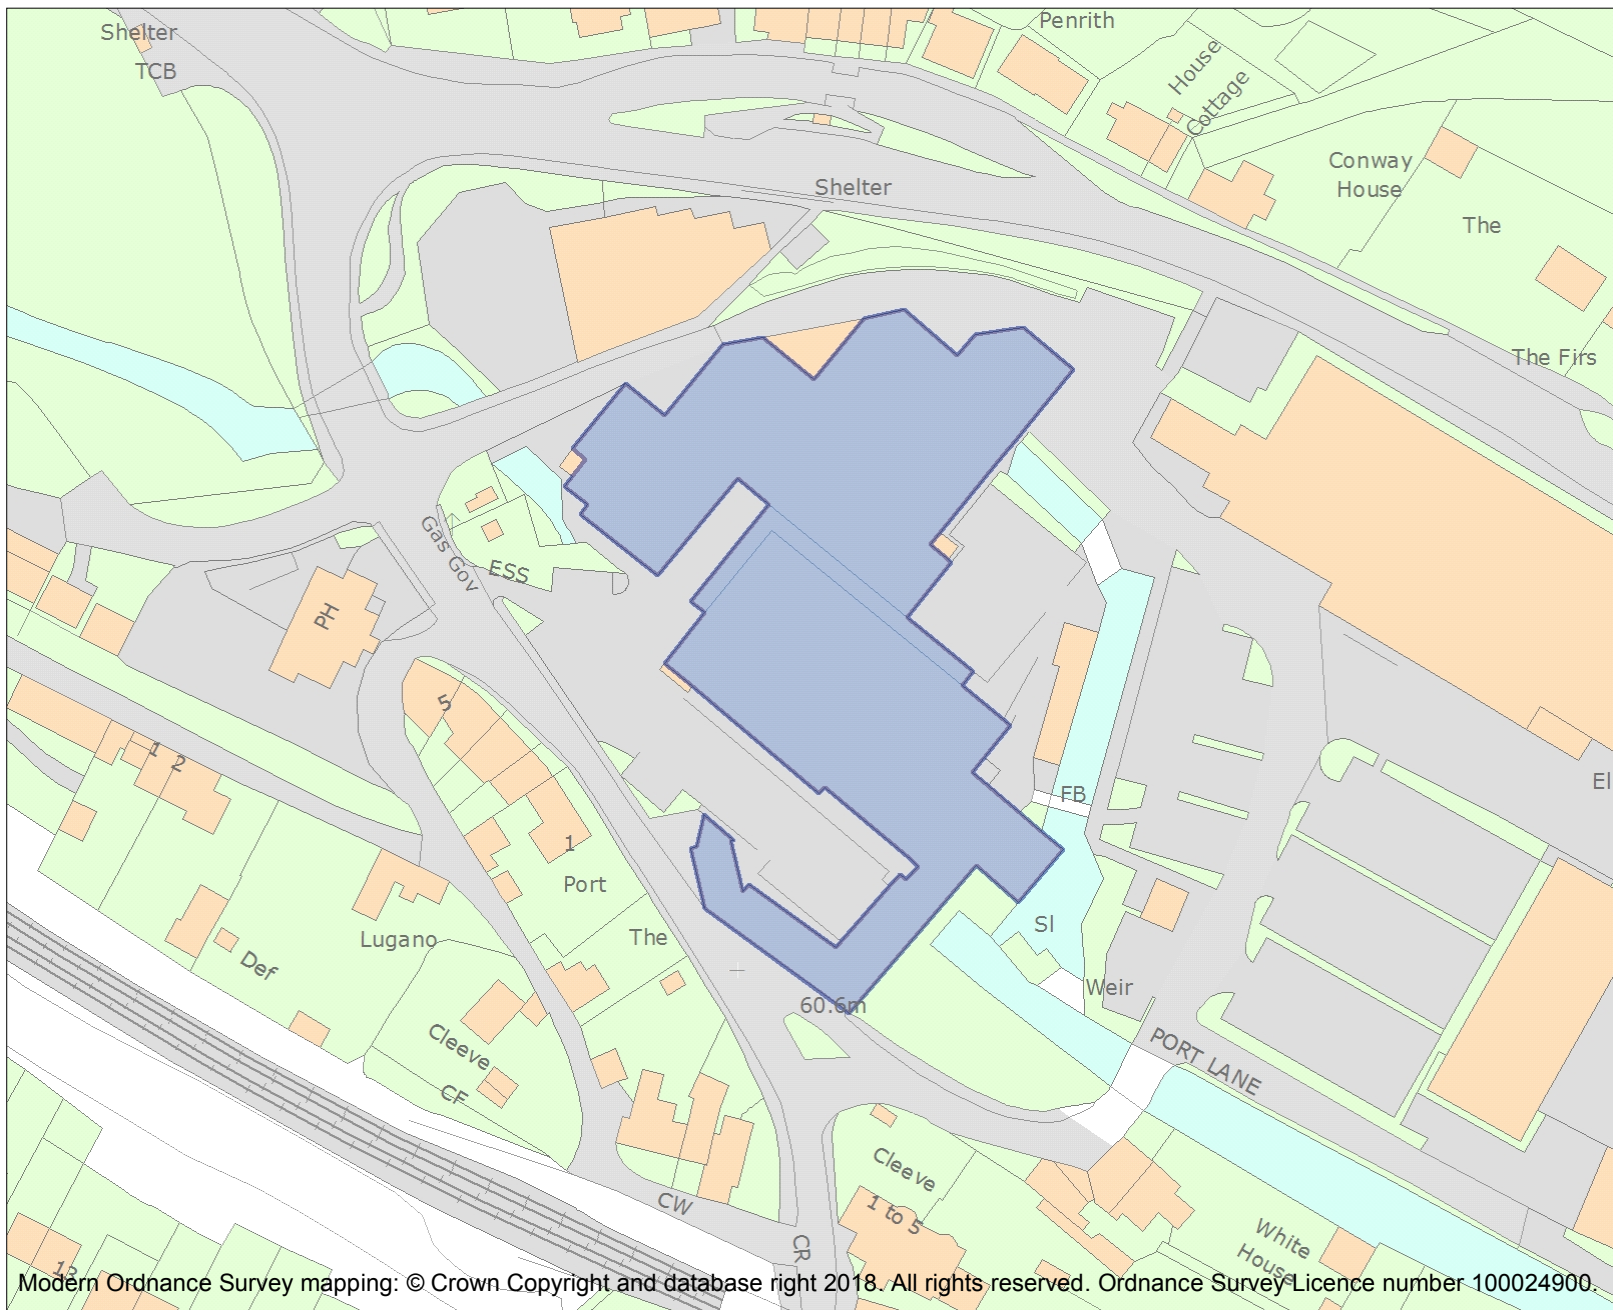 Shelter
TCB
Penrith
House
Cottage
Conway
House
Shelter
The
The Firs
Gas Gov
ESS
PH
5
1
2
1
Port
FB
El
Lugano
The
Def
Sl
Weir
60.6m
Cleeve
CF
PORT LANE
Cleeve
1 to 5
CW
CR
White
House
13
Modern Ordnance Survey mapping: © Crown Copyright and database right 2018. All rights reserved. Ordnance Survey Licence number 100024900.